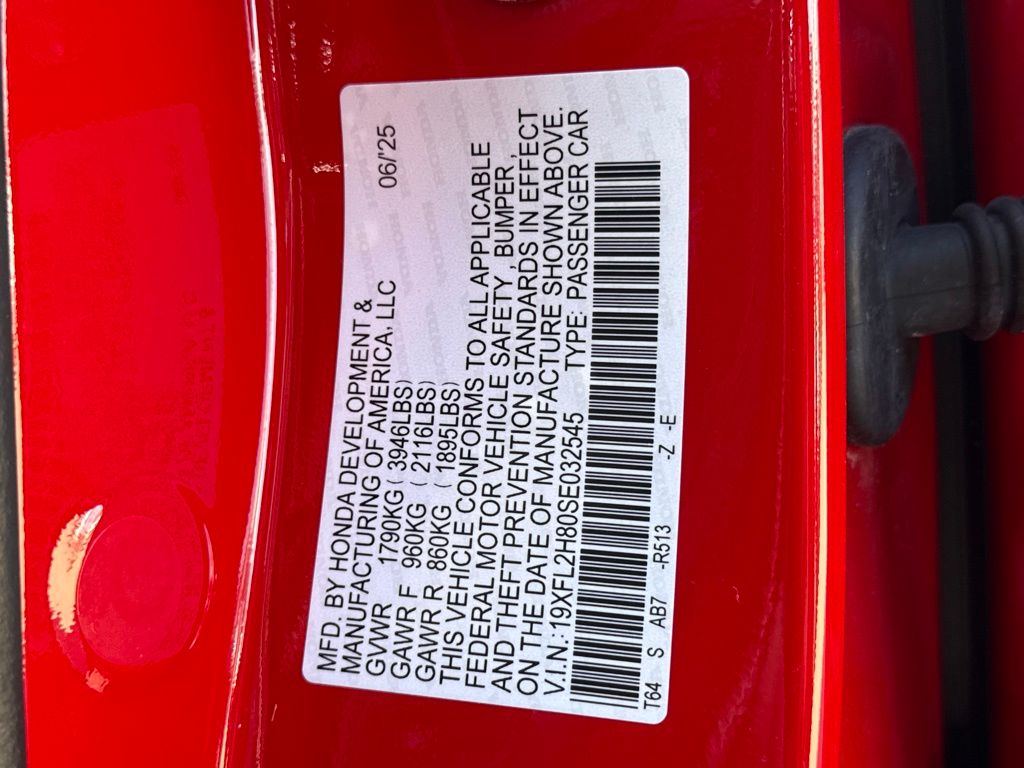 MFD. BY HONDA DEVELOPMENT &
MANUFACTURING OF AMERICA, LLC 06/'25
GVWR 1790KG ( 3946LBS)
GAWR F 960KG ( 2116LBS)
GAWR R 860KG ( 1895LBS)
THIS VEHICLE CONFORMS TO ALL APPLICABLE
FEDERAL MOTOR VEHICLE SAFETY, BUMPER,
AND THEFT PREVENTION STANDARDS IN EFFECT
ON THE DATE OF MANUFACTURE SHOWN ABOVE.
V.I.N.: 19XFL2H80SE032545 TYPE: PASSENGER CAR
T64 S AB7 -R513 -Z -E